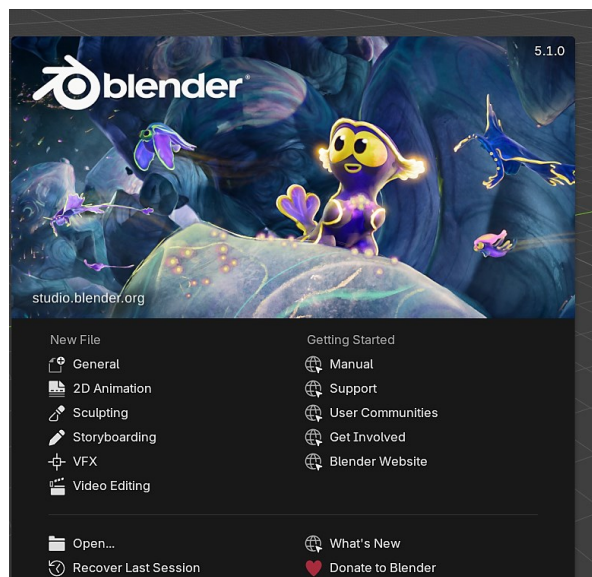 5.1.0
blender
studio.blender.org
New File
General
2D Animation
Sculpting
Storyboarding
VFX
Video Editing
Getting Started
Manual
Support
User Communities
Get Involved
Blender Website
Open...
Recover Last Session
What's New
Donate to Blender